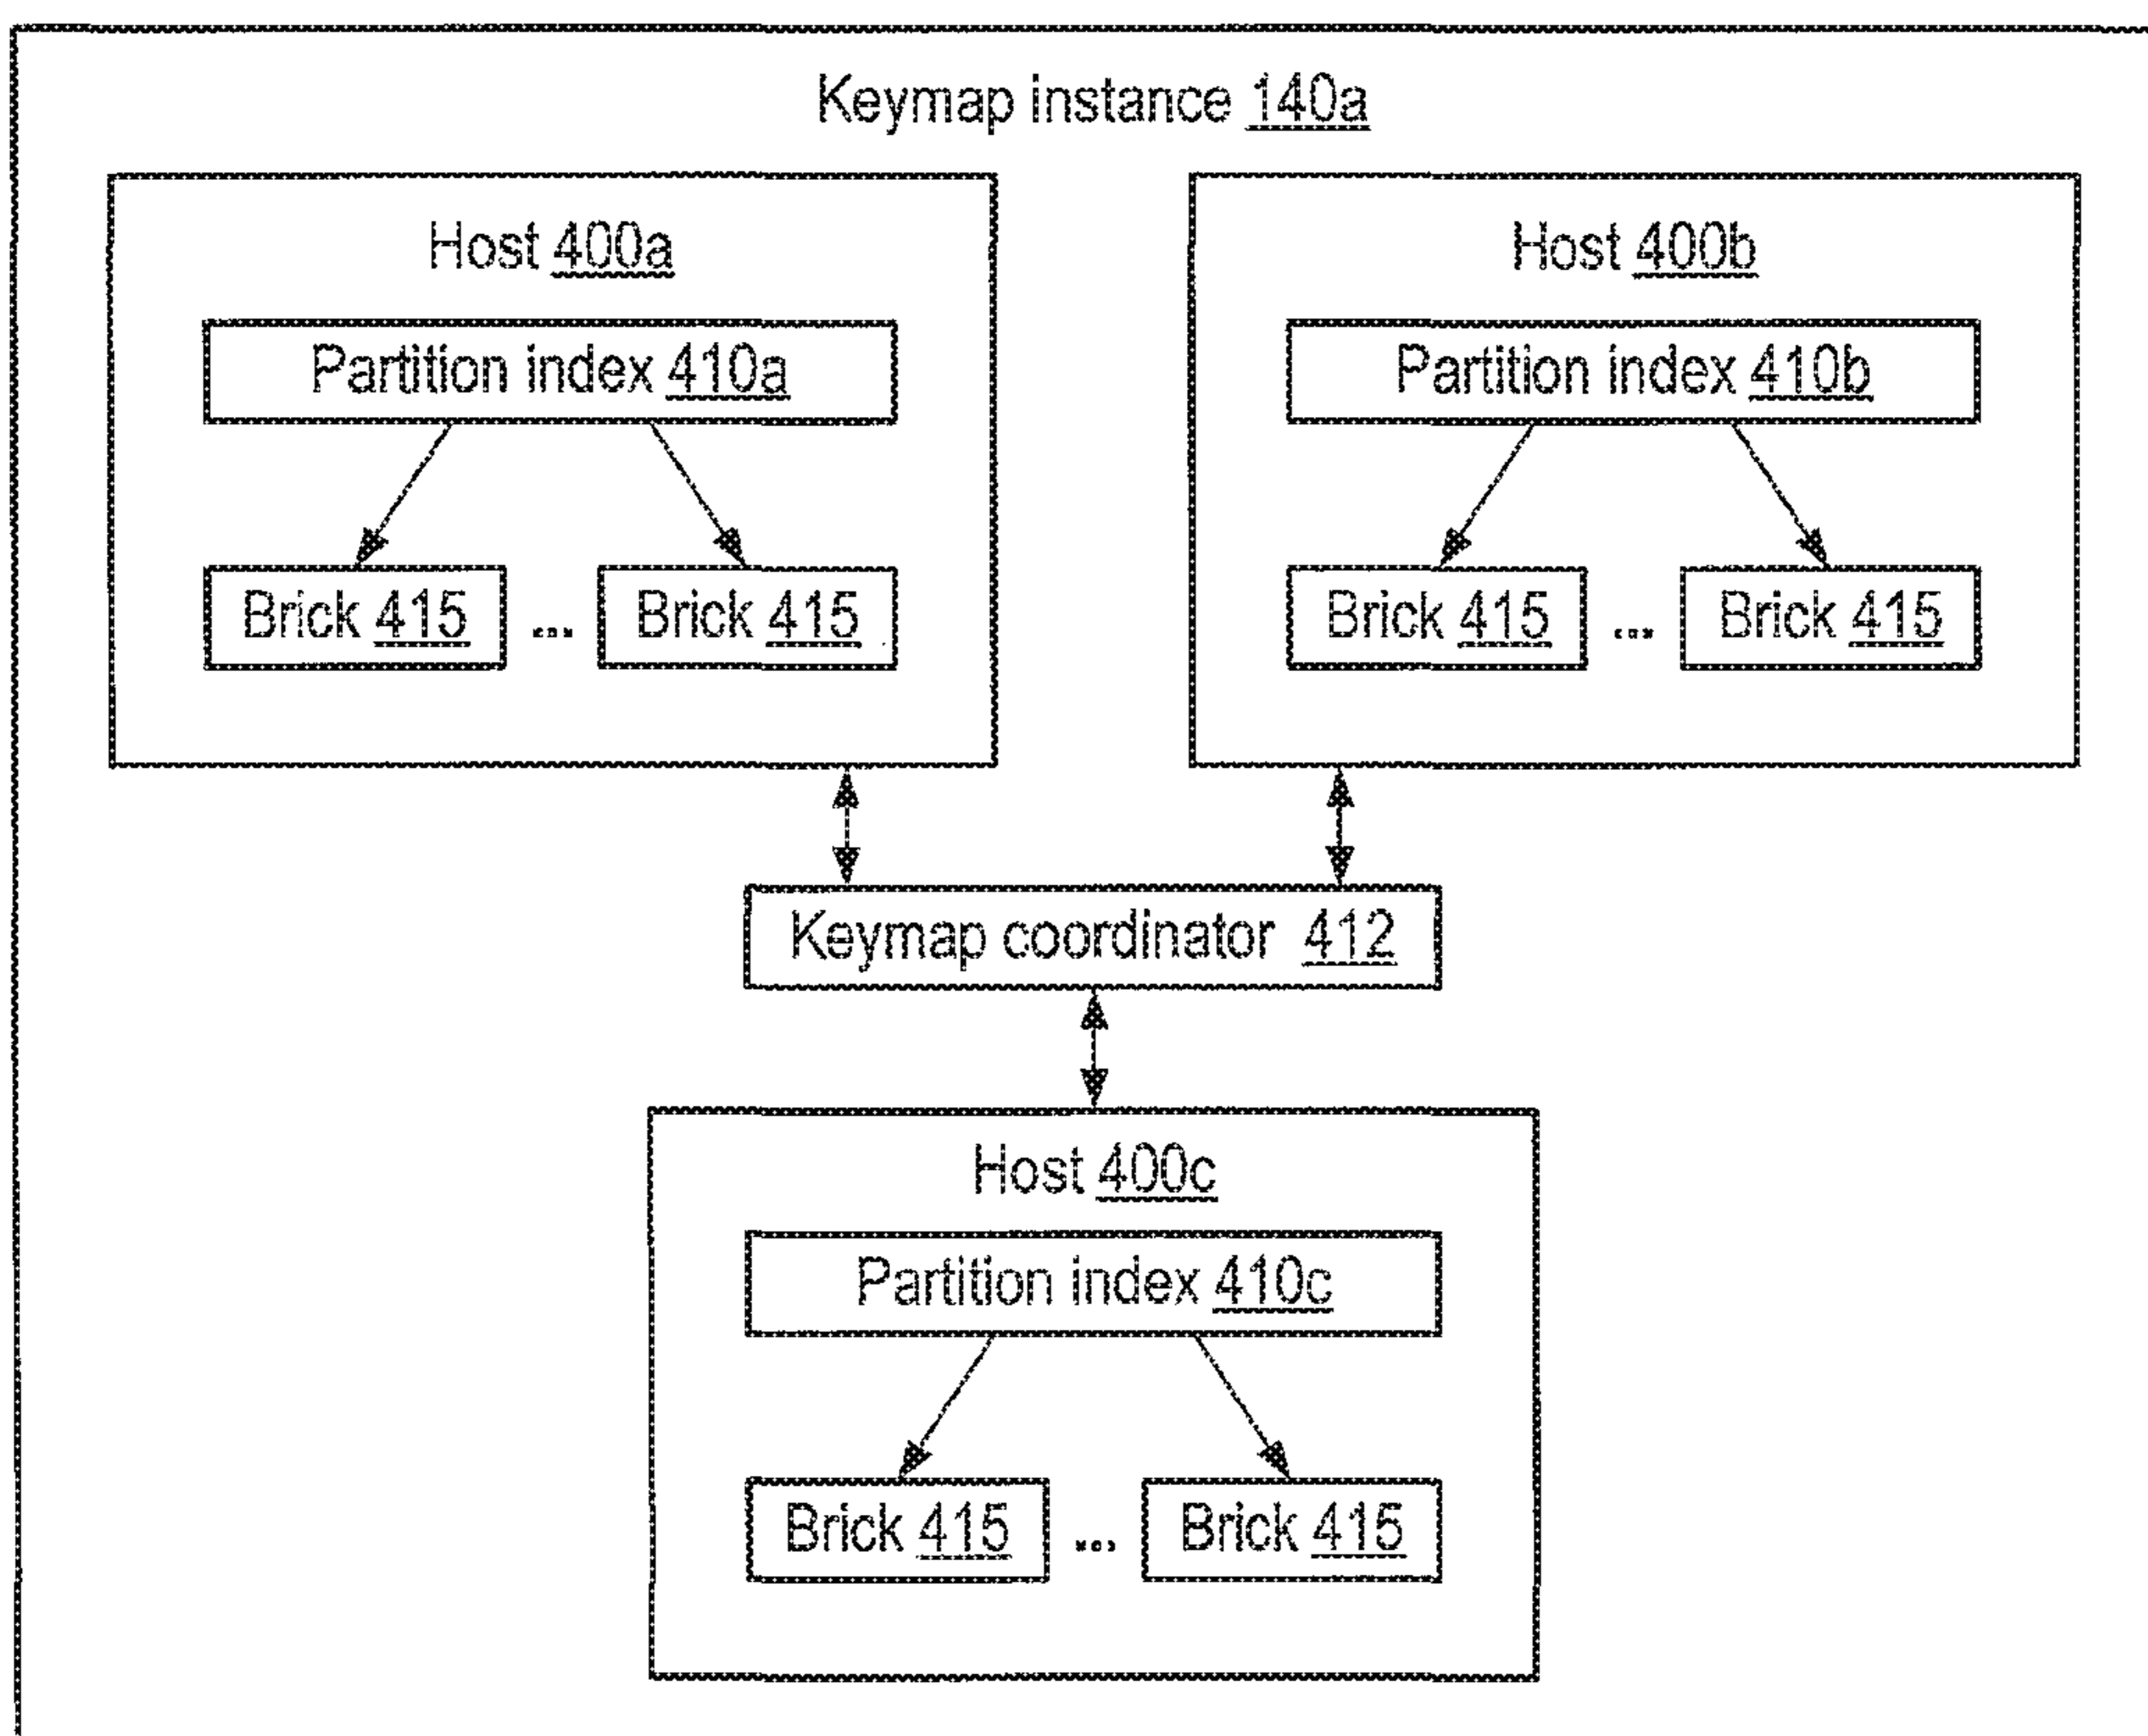 Keymap instance 140a
Host 400a
Host 400b
Partition index 410a
Partition index 410b
Brick 415 ... Brick 415
Brick 415 ... Brick 415
Keymap coordinator 412
Host 400c
Partition index 410c
Brick 415 ... Brick 415